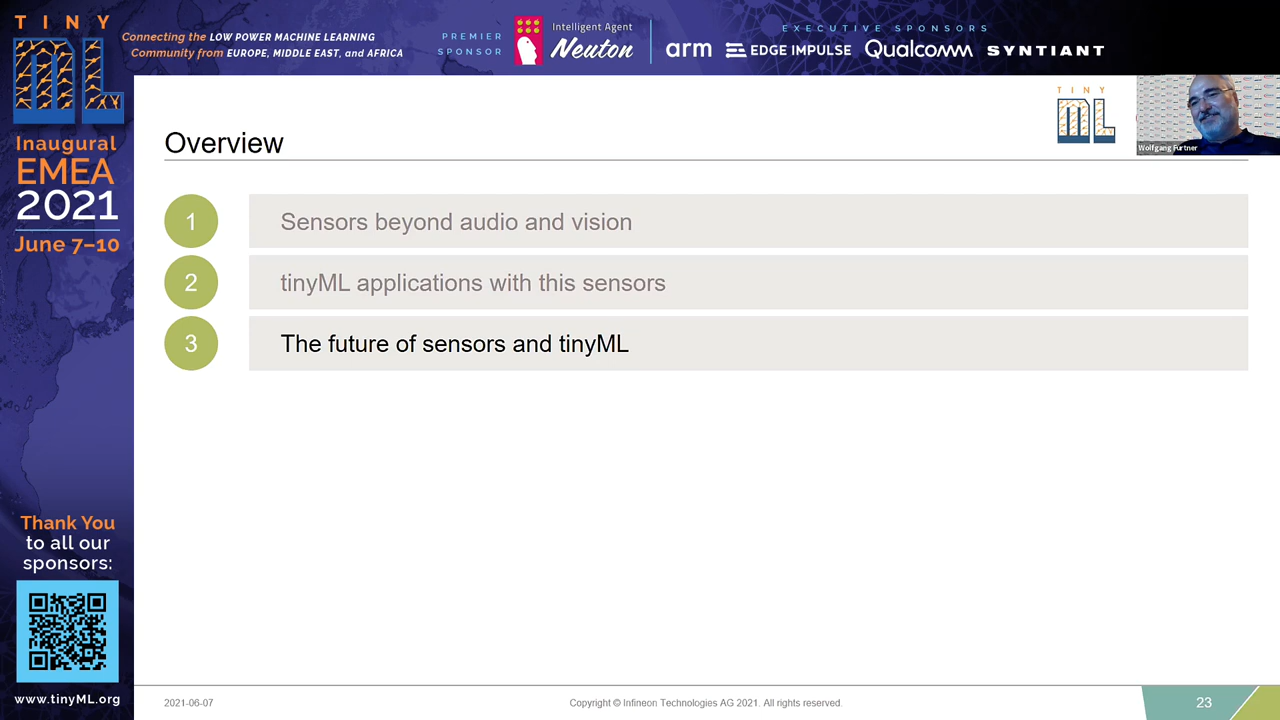 TINY
ML
Connecting the LOW POWER MACHINE LEARNING
Community from EUROPE, MIDDLE EAST, and AFRICA
PREMIER
SPONSOR
Intelligent Agent
Neuton
EXECUTIVE SPONSORS
arm
EDGE IMPULSE
Qualcomm
SYNTIANT
Inaugural
EMEA
2021
June 7–10
Thank You
to all our
sponsors:
www.tinyML.org
TINY
ML
Wolfgang Furtner
Overview
1 Sensors beyond audio and vision
2 tinyML applications with this sensors
3 The future of sensors and tinyML
2021-06-07
Copyright © Infineon Technologies AG 2021. All rights reserved.
23